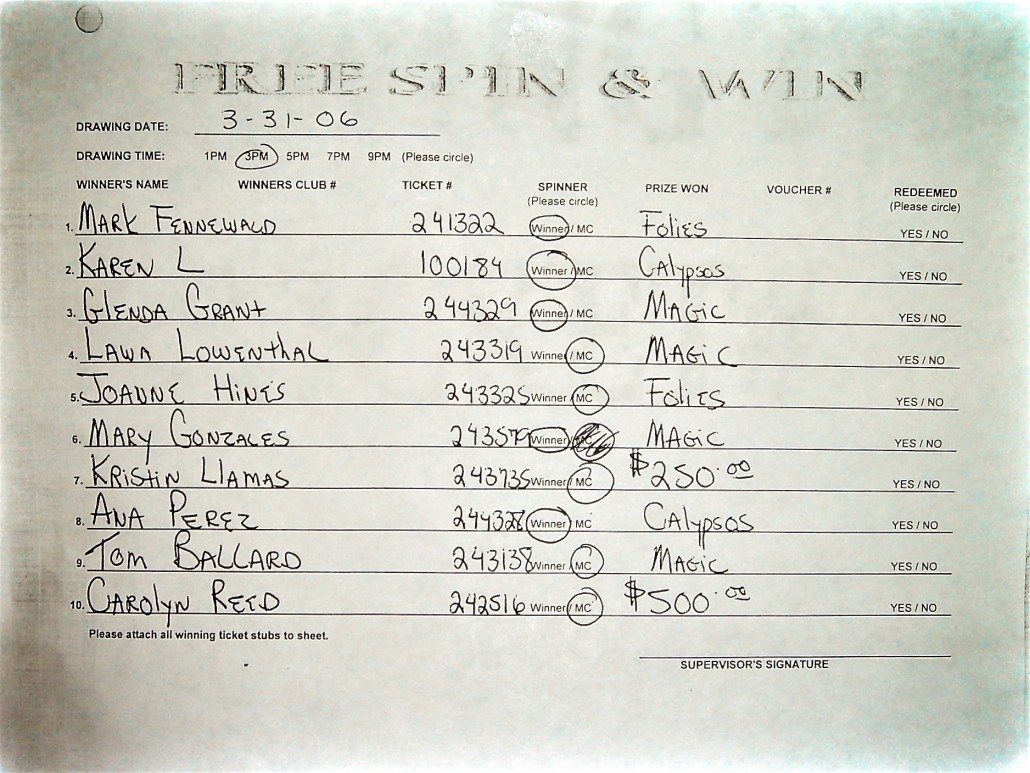 FREE SPIN & WIN
DRAWING DATE: 3-31-06
DRAWING TIME: 1PM 3PM 5PM 7PM 9PM (Please circle)
WINNER'S NAME WINNERS CLUB # TICKET # SPINNER (Please circle) PRIZE WON VOUCHER # REDEEMED (Please circle)
1. MARK FENNEWALD 241322 Winner / MC Folies YES / NO
2. KAREN L 100184 Winner / MC CAlypsos YES / NO
3. GLENDA GRANt 244329 Winner / MC MAGiC YES / NO
4. LAWA LOWENthAL 243319 Winner / MC MAGiC YES / NO
5. JOANNE HINES 243325 Winner / MC Folies YES / NO
6. MARY GONZALES 243579 Winner / MC MAGiC YES / NO
7. KRiStiN LlAMAS 243735 Winner / MC $250.00 YES / NO
8. ANA PEREZ 244328 Winner / MC CAlypsos YES / NO
9. Tom BALLARD 243138 Winner / MC MAGiC YES / NO
10. CAROlyN REED 242516 Winner / MC $500.00 YES / NO
Please attach all winning ticket stubs to sheet.
SUPERVISOR'S SIGNATURE